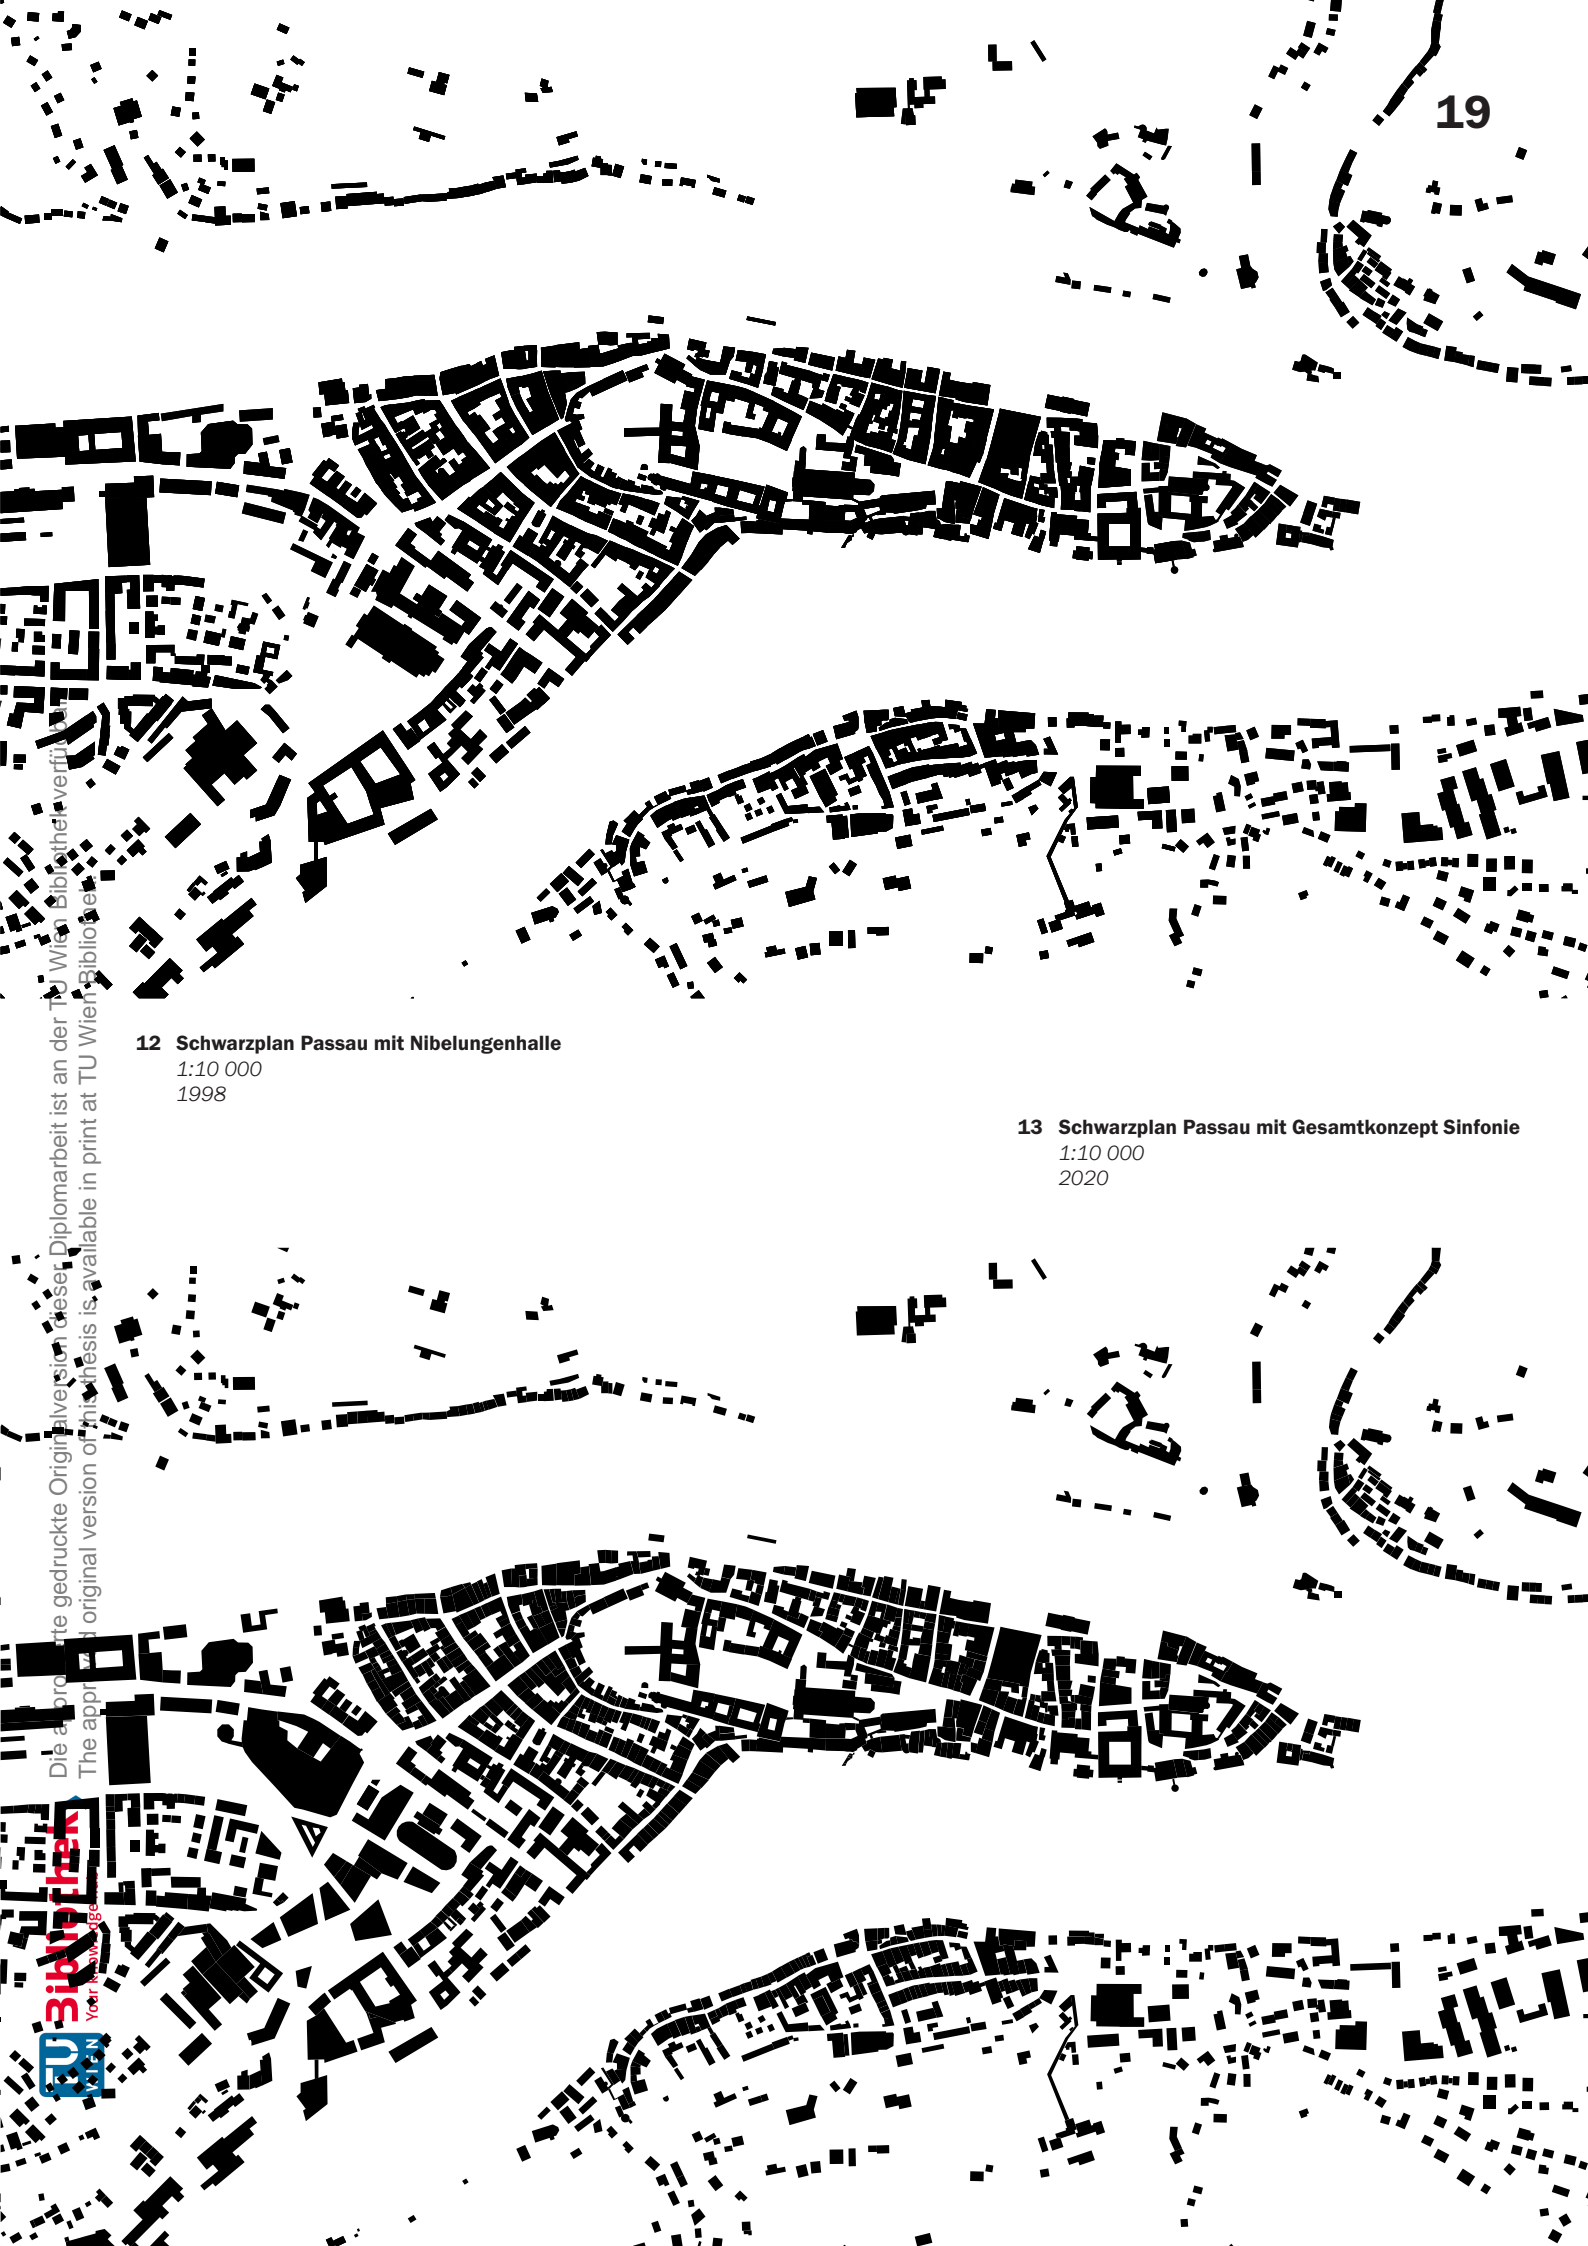 19
12 Schwarzplan Passau mit Nibelungenhalle
1:10 000
1998
13 Schwarzplan Passau mit Gesamtkonzept Sinfonie
1:10 000
2020
Die approbierte gedruckte Originalversion dieser Diplomarbeit ist an der TU Wien Bibliothek verfügbar.
The approved original version of this thesis is available in print at TU Wien Bibliothek.
TU Bibliothek
WIEN Your knowledge hub